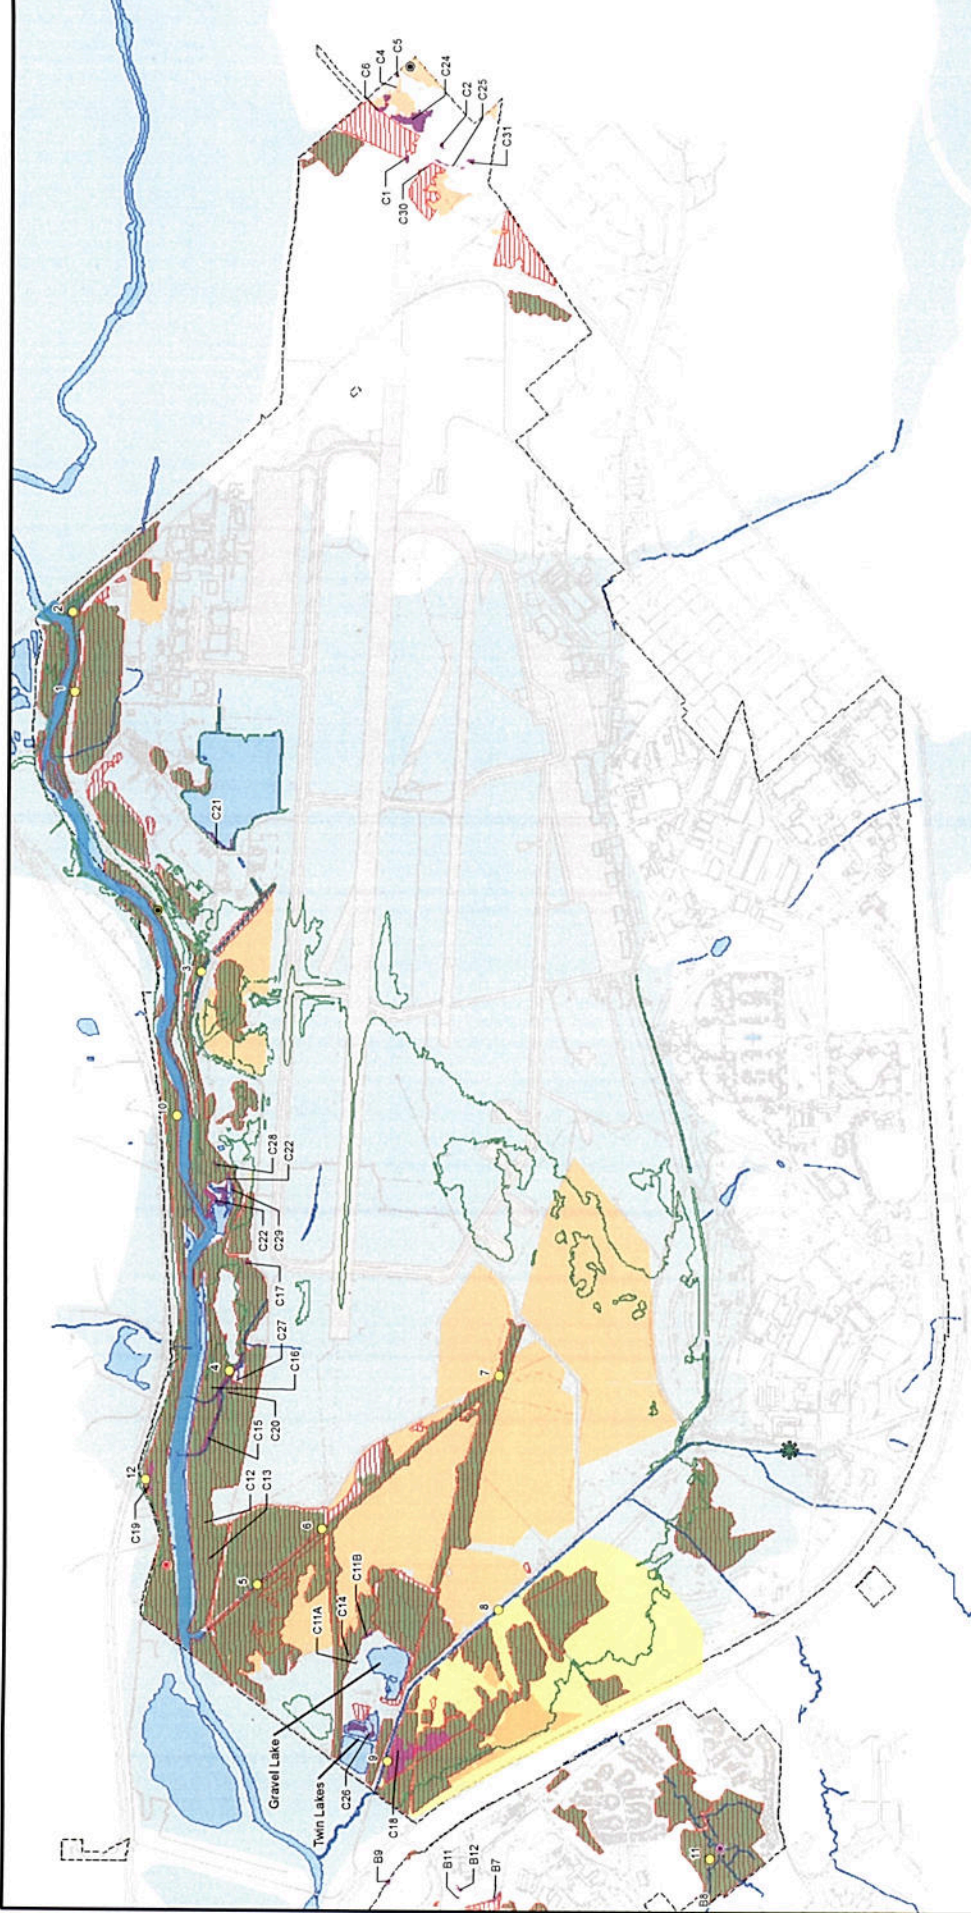 C6
C4
C5
C24
C2
C25
C31
C1
C30
2
1
C21
3
10
C28
C22
C22
C29
C17
C27
C16
4
C20
C15
C12
C13
12
C19
6
5
C11B
C14
C11A
7
8
Gravel Lake
Twin Lakes
C26
9
C18
B9
B11
B12
B7
11
B8